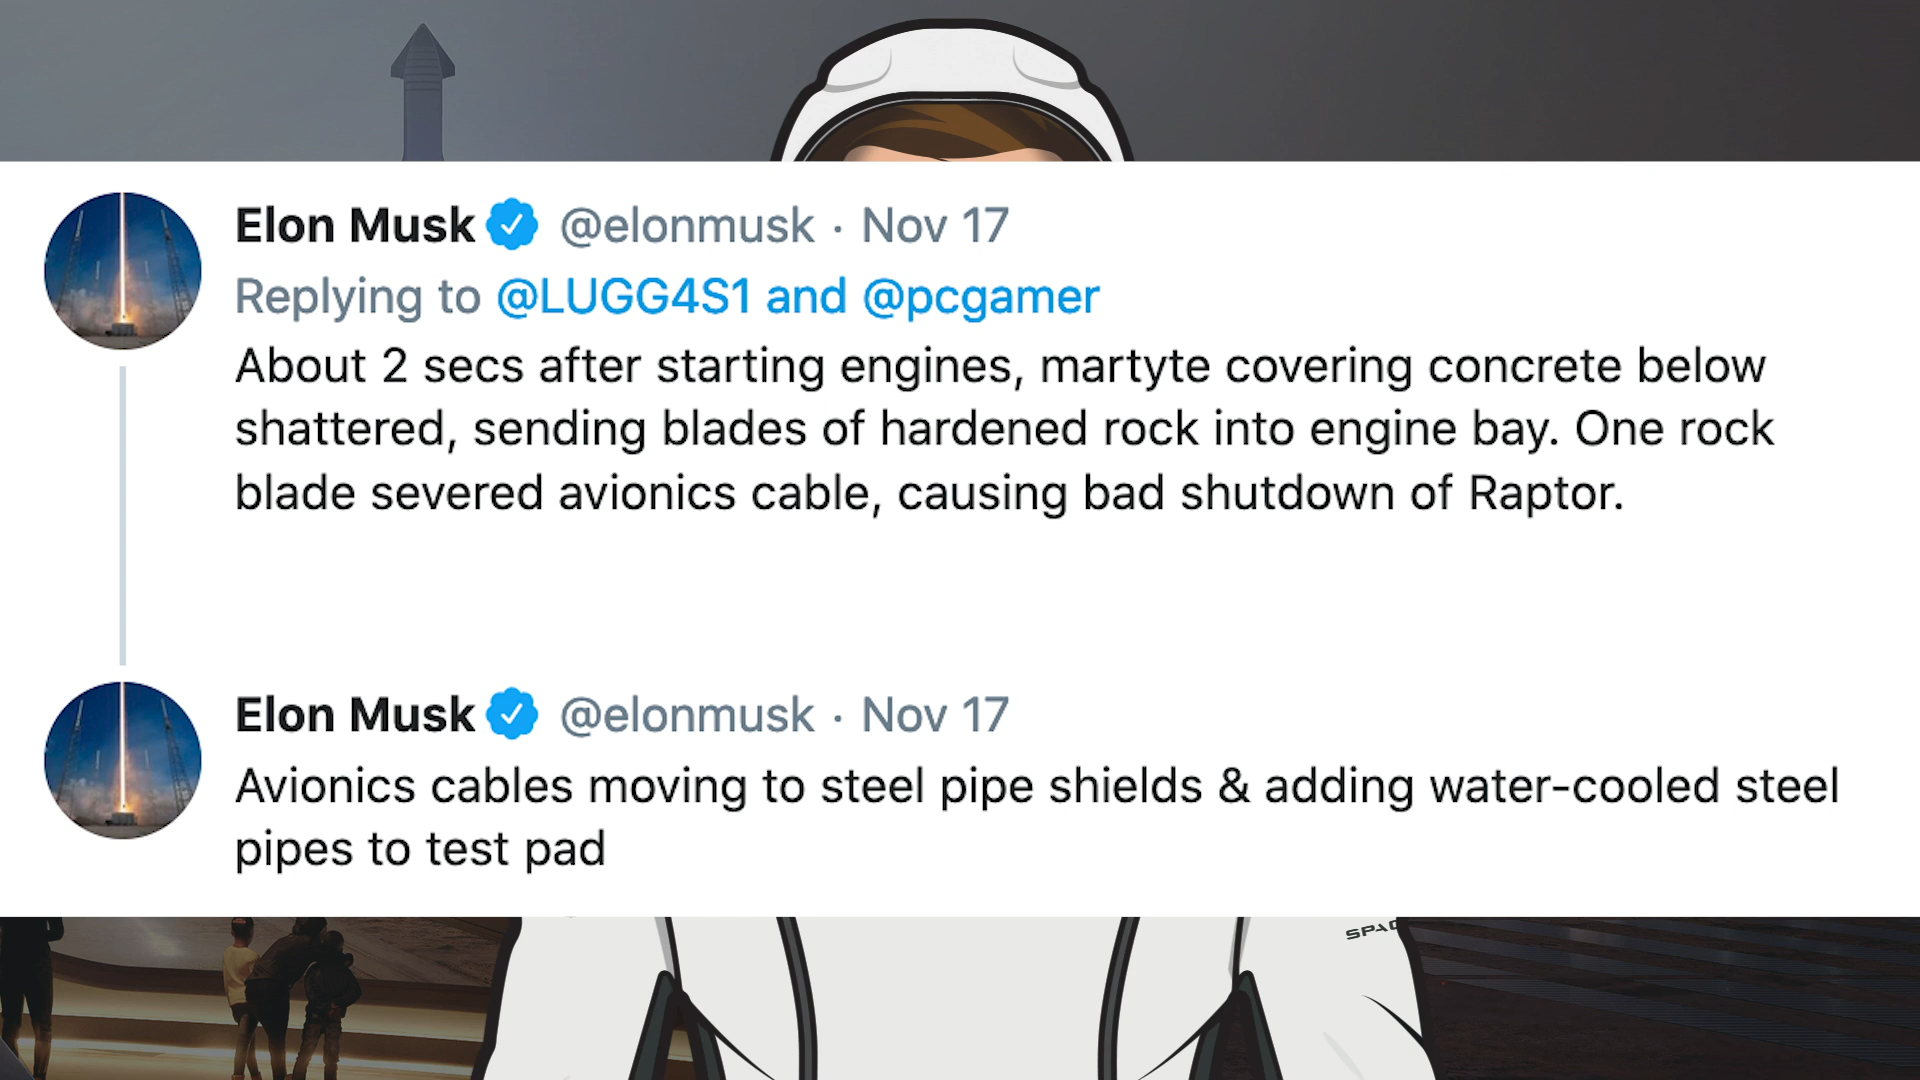 Elon Musk @elonmusk · Nov 17
Replying to @LUGG4S1 and @pcgamer
About 2 secs after starting engines, martyte covering concrete below
shattered, sending blades of hardened rock into engine bay. One rock
blade severed avionics cable, causing bad shutdown of Raptor.
Elon Musk @elonmusk · Nov 17
Avionics cables moving to steel pipe shields & adding water-cooled steel
pipes to test pad
SPAC